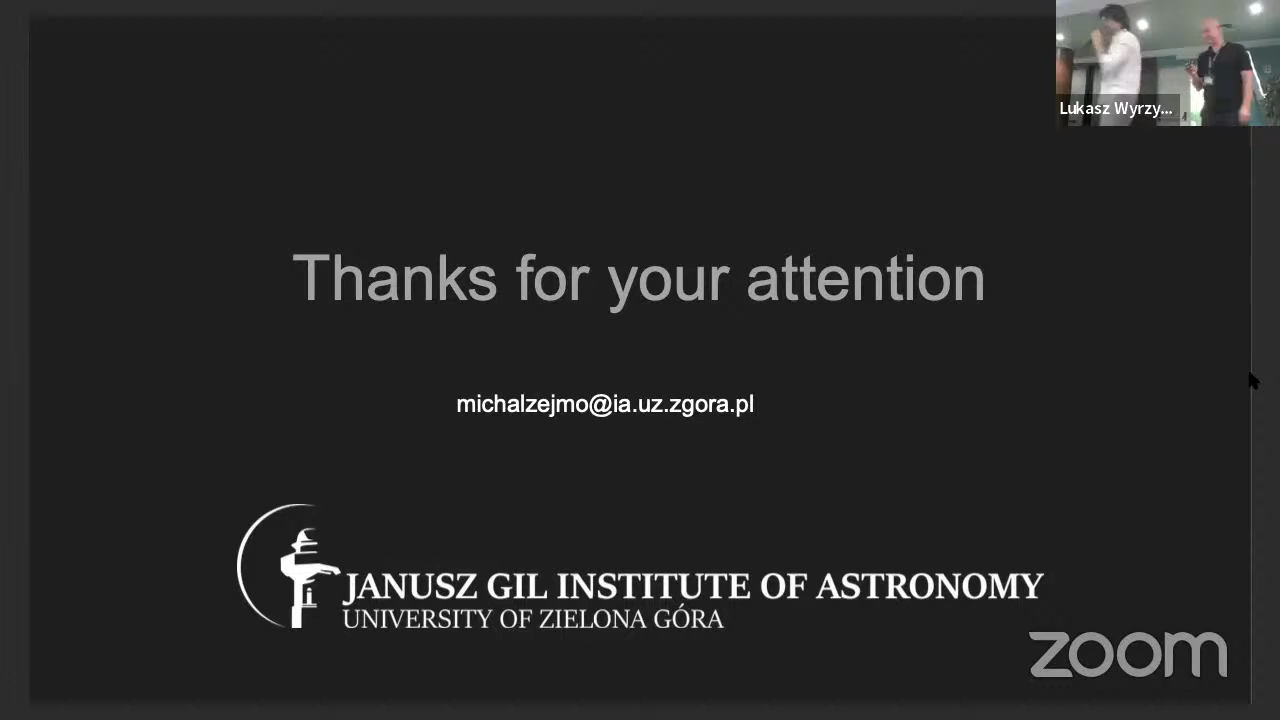 Lukasz Wyrzy...
Thanks for your attention
michalzejmo@ia.uz.zgora.pl
JANUSZ GIL INSTITUTE OF ASTRONOMY
UNIVERSITY OF ZIELONA GÓRA
zoom